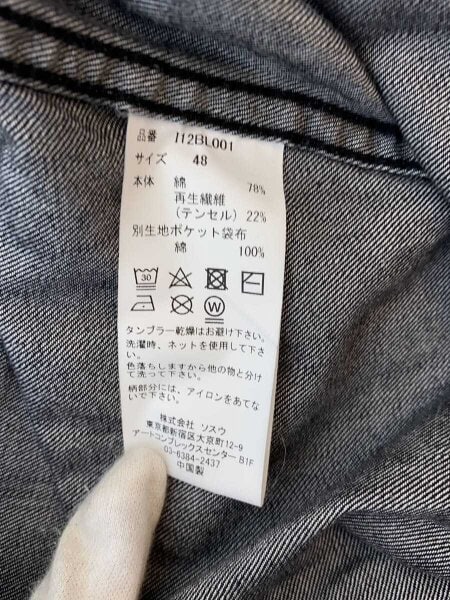 品番 I12BL001
サイズ 48
本体 綿 78%
再生繊維
(テンセル) 22%
別生地ポケット袋布
綿 100%
30
W
タンブラー乾燥はお避け下さい。
洗濯時、ネットを使用して下さ
い。
色落ちしますから他の物と分け
て洗って下さい。
柄部分には、アイロンをあてな
いで下さい。
株式会社 ソスウ
東京都新宿区大京町12-9
アートコンプレックスセンター B1F
03-6384-2437
中国製